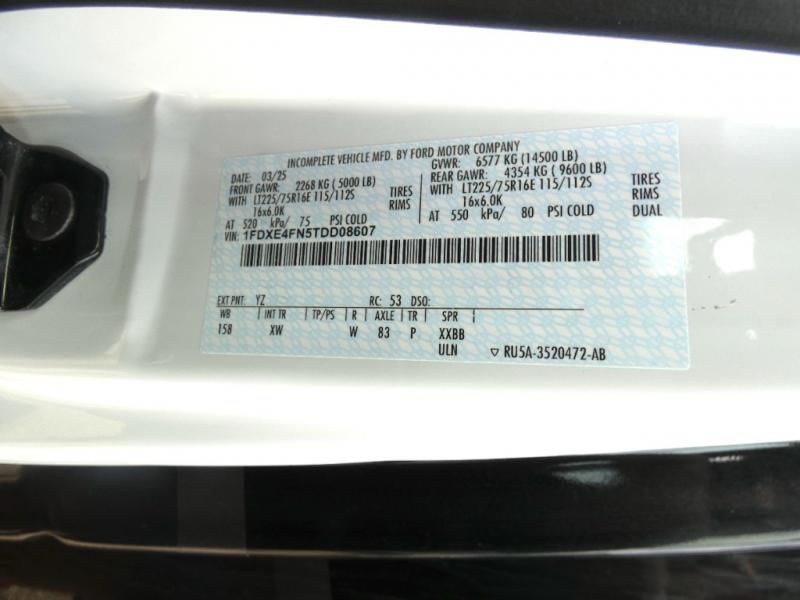 INCOMPLETE VEHICLE MFD. BY FORD MOTOR COMPANY
DATE: 03/25 GVWR: 6577 KG (14500 LB)
FRONT GAWR: 2268 KG (5000 LB) REAR GAWR: 4354 KG ( 9600 LB)
WITH LT225/75R16E 115/112S TIRES WITH LT225/75R16E 115/112S TIRES
16x6.0K RIMS 16x6.0K RIMS
AT 520 kPa/ 75 PSI COLD AT 550 kPa/ 80 PSI COLD DUAL
VIN: 1FDXE4FN5TDD08607
EXT PNT: YZ RC: 53 DSO:
WB INT TR TP/PS R AXLE TR SPR
158 XW W 83 P XXBB
ULN RU5A-3520472-AB